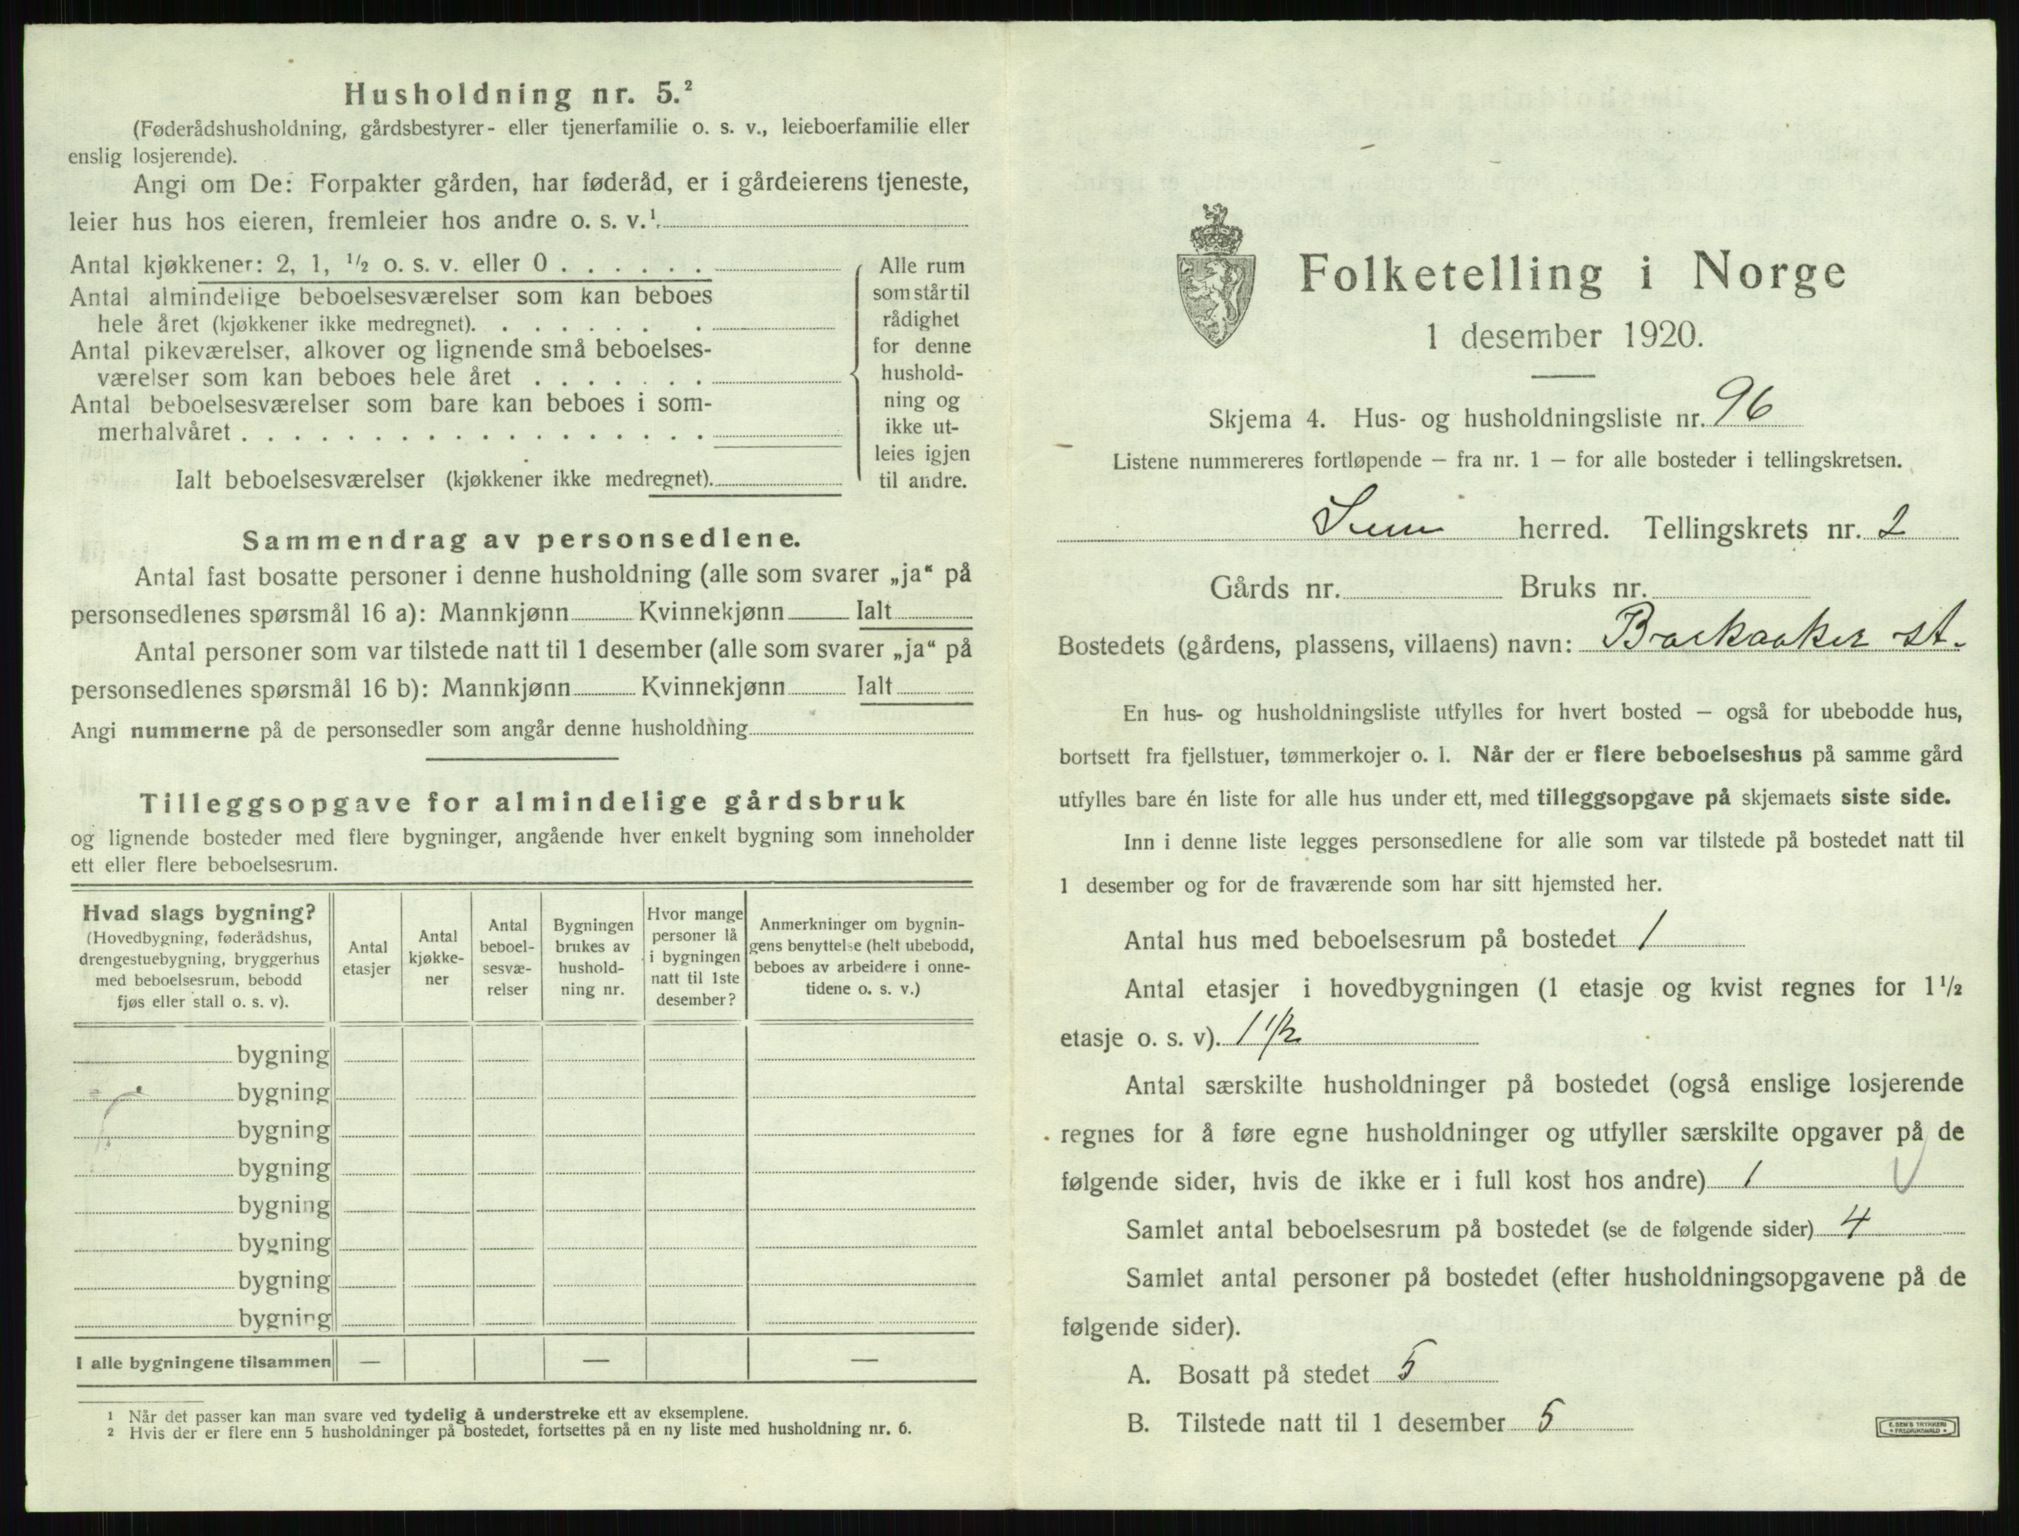 Husholdning nr. 5.²
(Føderådshusholdning, gårdsbestyrer- eller tjenerfamilie o. s. v., leieboerfamilie eller
enslig losjerende).
Angi om De: Forpakter gården, har føderåd, er i gårdeierens tjeneste,
leier hus hos eieren, fremleier hos andre o. s. v.¹
Antal kjøkkener: 2, 1, ½ o. s. v. eller 0 . . . . . .
Antal almindelige beboelsesværelser som kan beboes
hele året (kjøkkener ikke medregnet). . . . . . . .
Antal pikeværelser, alkover og lignende små beboelses-
værelser som kan beboes hele året . . . . . . .
Antal beboelsesværelser som bare kan beboes i som-
merhalvåret . . . . . . . . . . . . . . . . . .
Ialt beboelsesværelser (kjøkkener ikke medregnet).
Alle rum
som står til
rådighet
for denne
hushold-
ning og
ikke ut-
leies igjen
til andre.
Sammendrag av personsedlene.
Antal fast bosatte personer i denne husholdning (alle som svarer „ja“ på
personsedlenes spørsmål 16 a): Mannkjønn Kvinnekjønn Ialt
Antal personer som var tilstede natt til 1 desember (alle som svarer „ja“ på
personsedlenes spørsmål 16 b): Mannkjønn Kvinnekjønn Ialt
Angi nummerne på de personsedler som angår denne husholdning
Tilleggsopgave for almindelige gårdsbruk
og lignende bosteder med flere bygninger, angående hver enkelt bygning som inneholder
ett eller flere beboelsesrum.
Hvad slags bygning?
(Hovedbygning, føderådshus,
drengestuebygning, bryggerhus
med beboelsesrum, bebodd
fjøs eller stall o. s. v).
Antal
etasjer
Antal
kjøkke-
ner
Antal
beboel-
sesvæ-
relser
Bygningen
brukes av
hushold-
ning nr.
Hvor mange
personer lå
i bygningen
natt til 1ste
desember?
Anmerkninger om bygnin-
gens benyttelse (helt ubebodd,
beboes av arbeidere i onne-
tidene o. s. v.)
bygning
bygning
bygning
bygning
bygning
bygning
bygning
bygning
I alle bygningene tilsammen — — —
¹ Når det passer kan man svare ved tydelig å understreke ett av eksemplene.
² Hvis der er flere enn 5 husholdninger på bostedet, fortsettes på en ny liste med husholdning nr. 6.
Folketelling i Norge
1 desember 1920.
Skjema 4. Hus- og husholdningsliste nr. 96
Listene nummereres fortløpende – fra nr. 1 – for alle bosteder i tellingskretsen.
Sem herred. Tellingskrets nr. 2
Gårds nr. Bruks nr.
Bostedets (gårdens, plassens, villaens) navn: Barkaaker st.
En hus- og husholdningsliste utfylles for hvert bosted – også for ubebodde hus,
bortsett fra fjellstuer, tømmerkojer o. l. Når der er flere beboelseshus på samme gård
utfylles bare én liste for alle hus under ett, med tilleggsopgave på skjemaets siste side.
Inn i denne liste legges personsedlene for alle som var tilstede på bostedet natt til
1 desember og for de fraværende som har sitt hjemsted her.
Antal hus med beboelsesrum på bostedet 1
Antal etasjer i hovedbygningen (1 etasje og kvist regnes for 1½
etasje o. s. v). 1 1/2
Antal særskilte husholdninger på bostedet (også enslige losjerende
regnes for å føre egne husholdninger og utfyller særskilte opgaver på de
følgende sider, hvis de ikke er i full kost hos andre) 1
Samlet antal beboelsesrum på bostedet (se de følgende sider) 4
Samlet antal personer på bostedet (efter husholdningsopgavene på de
følgende sider).
A. Bosatt på stedet 5
B. Tilstede natt til 1 desember 5
E. SEM'S TRYKKERI
FREDRIKSHALD